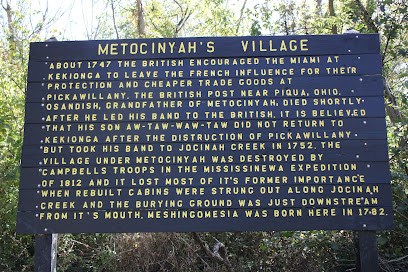 METOCINYAH'S VILLAGE
ABOUT 1747 THE BRITISH ENCOURAGED THE MIAMI AT
KEKIONGA TO LEAVE THE FRENCH INFLUENCE FOR THEIR
PROTECTION AND CHEAPER TRADE GOODS AT
PICKAWILLANY, THE BRITISH POST NEAR PIQUA, OHIO.
OSANDISH, GRANDFATHER OF METOCINYAH, DIED SHORTLY
AFTER HE LED HIS BAND TO THE BRITISH. IT IS BELIEVED
THAT HIS SON AW-TAW-WAW-TAW DID NOT RETURN TO
KEKIONGA AFTER THE DISTRUCTION OF PICKAWILLANY
BUT TOOK HIS BAND TO JOCINAH CREEK IN 1752. THE
VILLAGE UNDER METOCINYAH WAS DESTROYED BY
CAMPBELLS TROOPS IN THE MISSISSINEWA EXPEDITION
OF 1812 AND IT LOST MOST OF IT'S FORMER IMPORTANCE
WHEN REBUILT CABINS WERE STRUNG OUT ALONG JOCINAH
CREEK AND THE BURYING GROUND WAS JUST DOWNSTREAM
FROM IT'S MOUTH. MESHINGOMESIA WAS BORN HERE IN 1782.